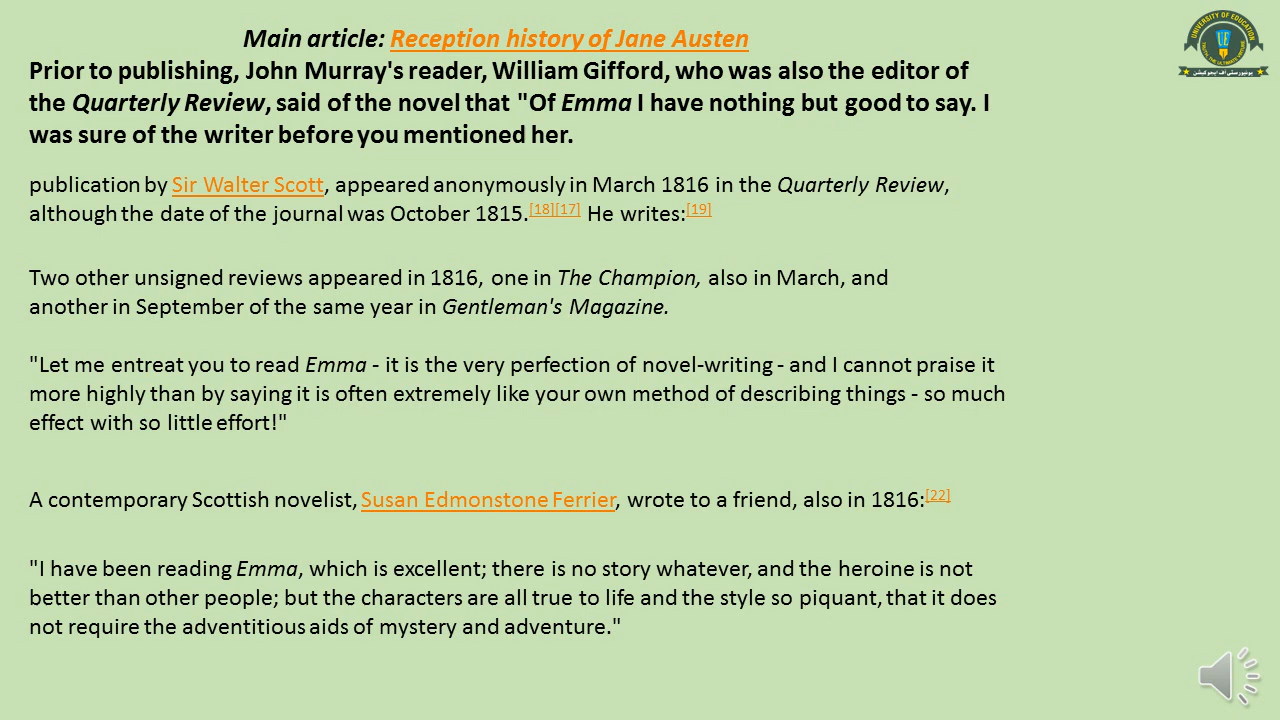 Main article: Reception history of Jane Austen
Prior to publishing, John Murray's reader, William Gifford, who was also the editor of
the Quarterly Review, said of the novel that "Of Emma I have nothing but good to say. I
was sure of the writer before you mentioned her.
publication by Sir Walter Scott, appeared anonymously in March 1816 in the Quarterly Review,
although the date of the journal was October 1815.[18][17] He writes:[19]
Two other unsigned reviews appeared in 1816, one in The Champion, also in March, and
another in September of the same year in Gentleman's Magazine.
"Let me entreat you to read Emma - it is the very perfection of novel-writing - and I cannot praise it
more highly than by saying it is often extremely like your own method of describing things - so much
effect with so little effort!"
A contemporary Scottish novelist, Susan Edmonstone Ferrier, wrote to a friend, also in 1816:[22]
"I have been reading Emma, which is excellent; there is no story whatever, and the heroine is not
better than other people; but the characters are all true to life and the style so piquant, that it does
not require the adventitious aids of mystery and adventure."
UNIVERSITY OF EDUCATION
UE
یونیورسٹی آف ایجوکیشن